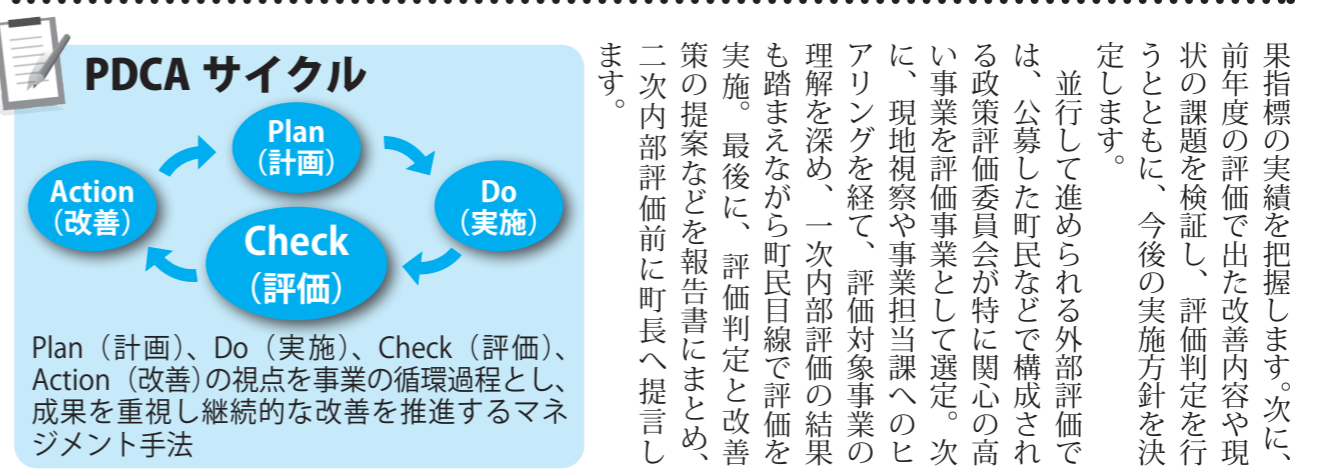 果指標の実績を把握します。次に、
前年度の評価で出た改善内容や現
状の課題を検証し、評価判定を行
うとともに、今後の実施方針を決
定します。
並行して進められる外部評価で
は、公募した町民などで構成され
る政策評価委員会が特に関心の高
い事業を評価事業として選定。次
に、現地視察や事業担当課へのヒ
アリングを経て、評価対象事業の
理解を深め、一次内部評価の結果
も踏まえながら町民目線で評価を
実施。最後に、評価判定と改善
策の提案などを報告書にまとめ、
二次内部評価前に町長へ提言し
ます。
PDCA サイクル
Plan
（計画）
Do
（実施）
Check
（評価）
Action
（改善）
Plan（計画）、Do（実施）、Check（評価）、
Action（改善）の視点を事業の循環過程とし、
成果を重視し継続的な改善を推進するマネ
ジメント手法